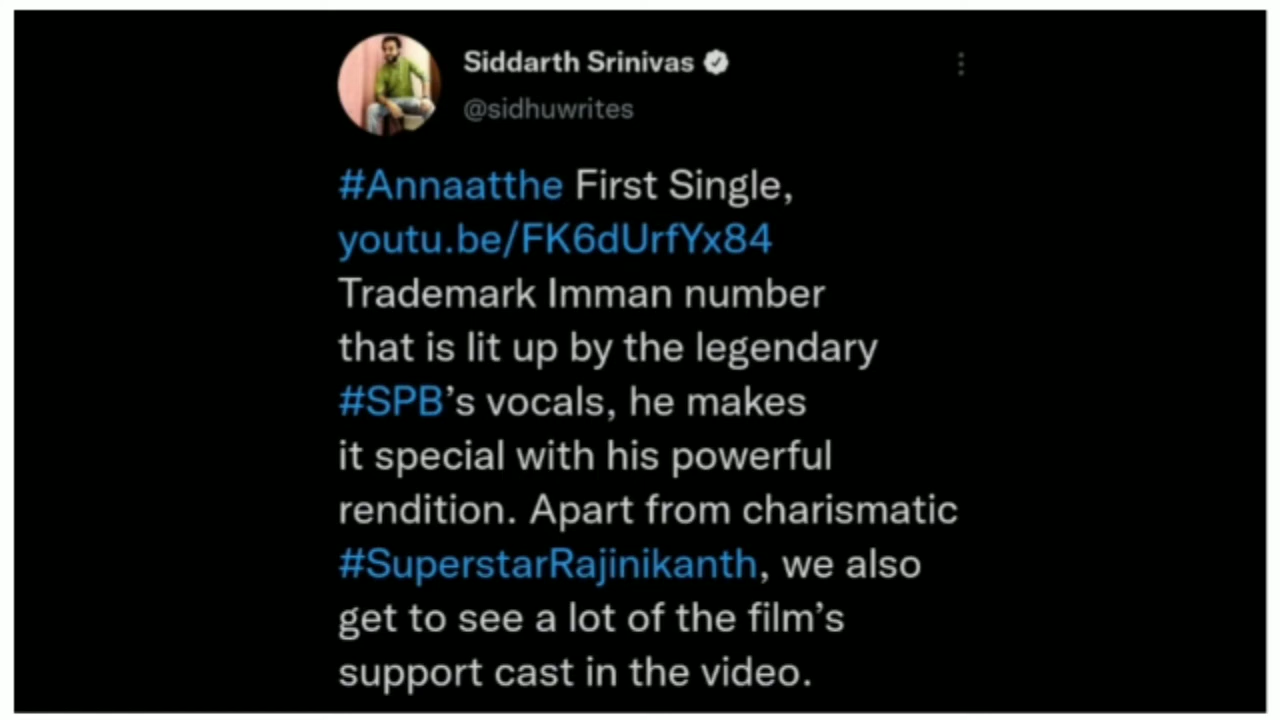 Siddarth Srinivas
@sidhuwrites
#Annaatthe First Single,
youtu.be/FK6dUrfYx84
Trademark Imman number
that is lit up by the legendary
#SPB’s vocals, he makes
it special with his powerful
rendition. Apart from charismatic
#SuperstarRajinikanth, we also
get to see a lot of the film’s
support cast in the video.